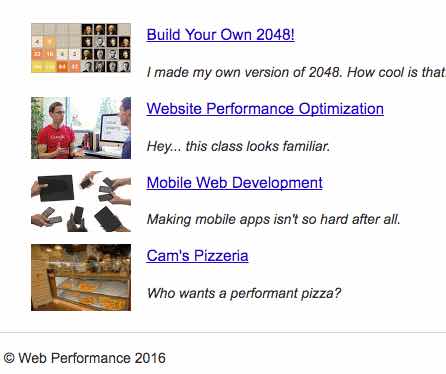 Build Your Own 2048!
I made my own version of 2048. How cool is that
Website Performance Optimization
Hey... this class looks familiar.
Mobile Web Development
Making mobile apps isn't so hard after all.
Cam's Pizzeria
Who wants a performant pizza?
© Web Performance 2016